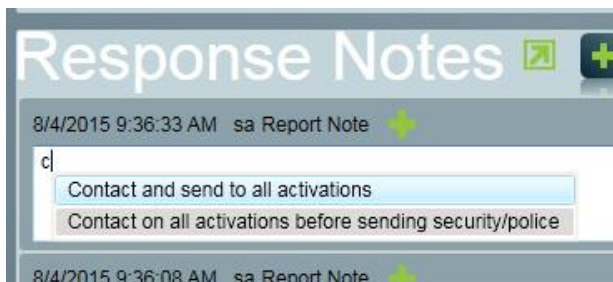 Response Notes
8/4/2015 9:36:33 AM sa Report Note
c
Contact and send to all activations
Contact on all activations before sending security/police
8/4/2015 9:36:08 AM sa Report Note